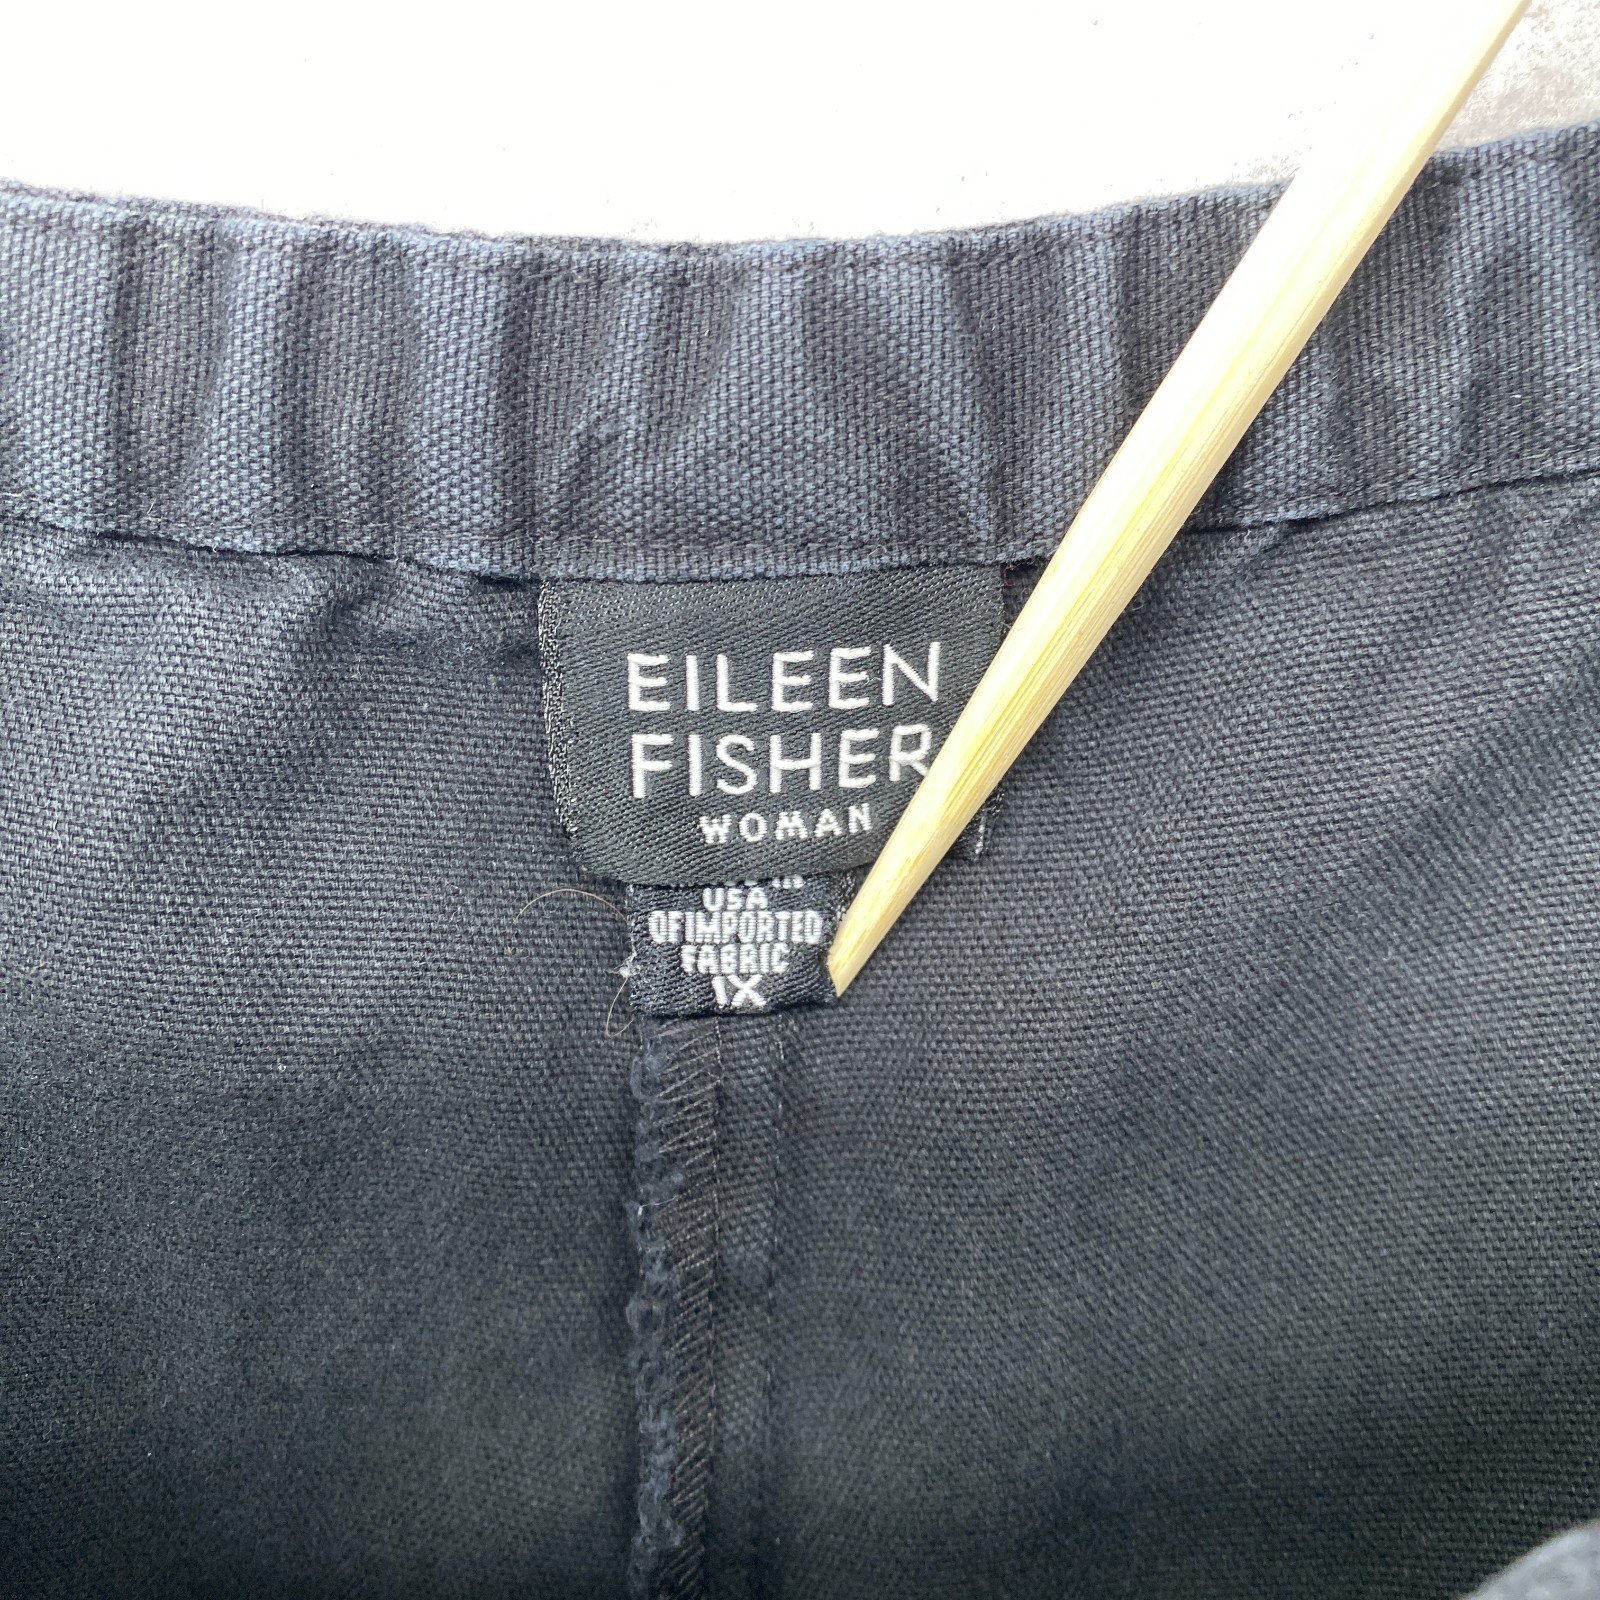 EILEEN
FISHER
WOMAN
USA
OF IMPORTED
FABRIC
1X